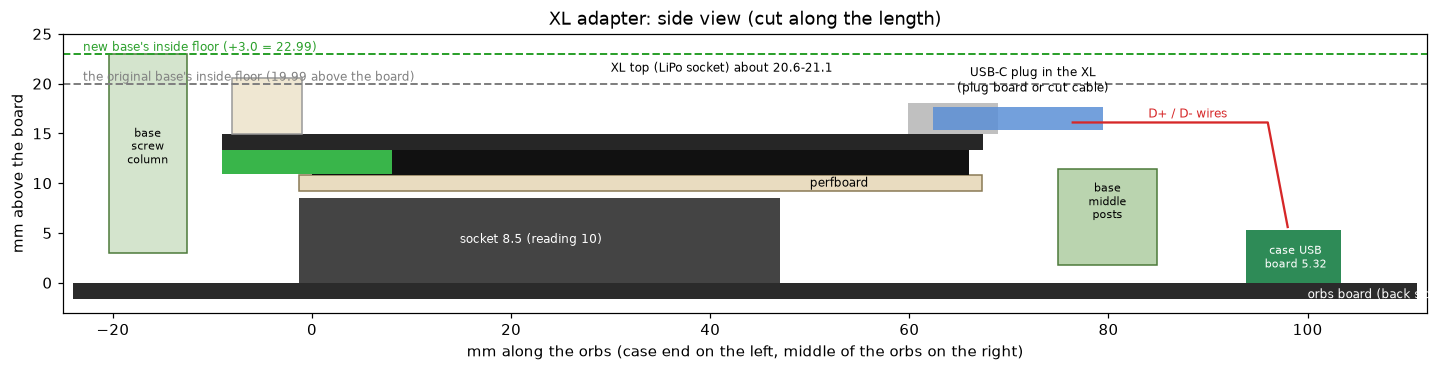 XL adapter: side view (cut along the length)
new base's inside floor (+3.0 = 22.99)
the original base's inside floor (19.99 above the board)
XL top (LiPo socket) about 20.6-21.1
USB-C plug in the XL
(plug board or cut cable)
D+ / D- wires
base
screw
column
perfboard
base
middle
posts
socket 8.5 (reading 10)
case USB
board 5.32
orbs board (back s
mm above the board
25
20
15
10
5
0
−20
0
20
40
60
80
100
mm along the orbs (case end on the left, middle of the orbs on the right)